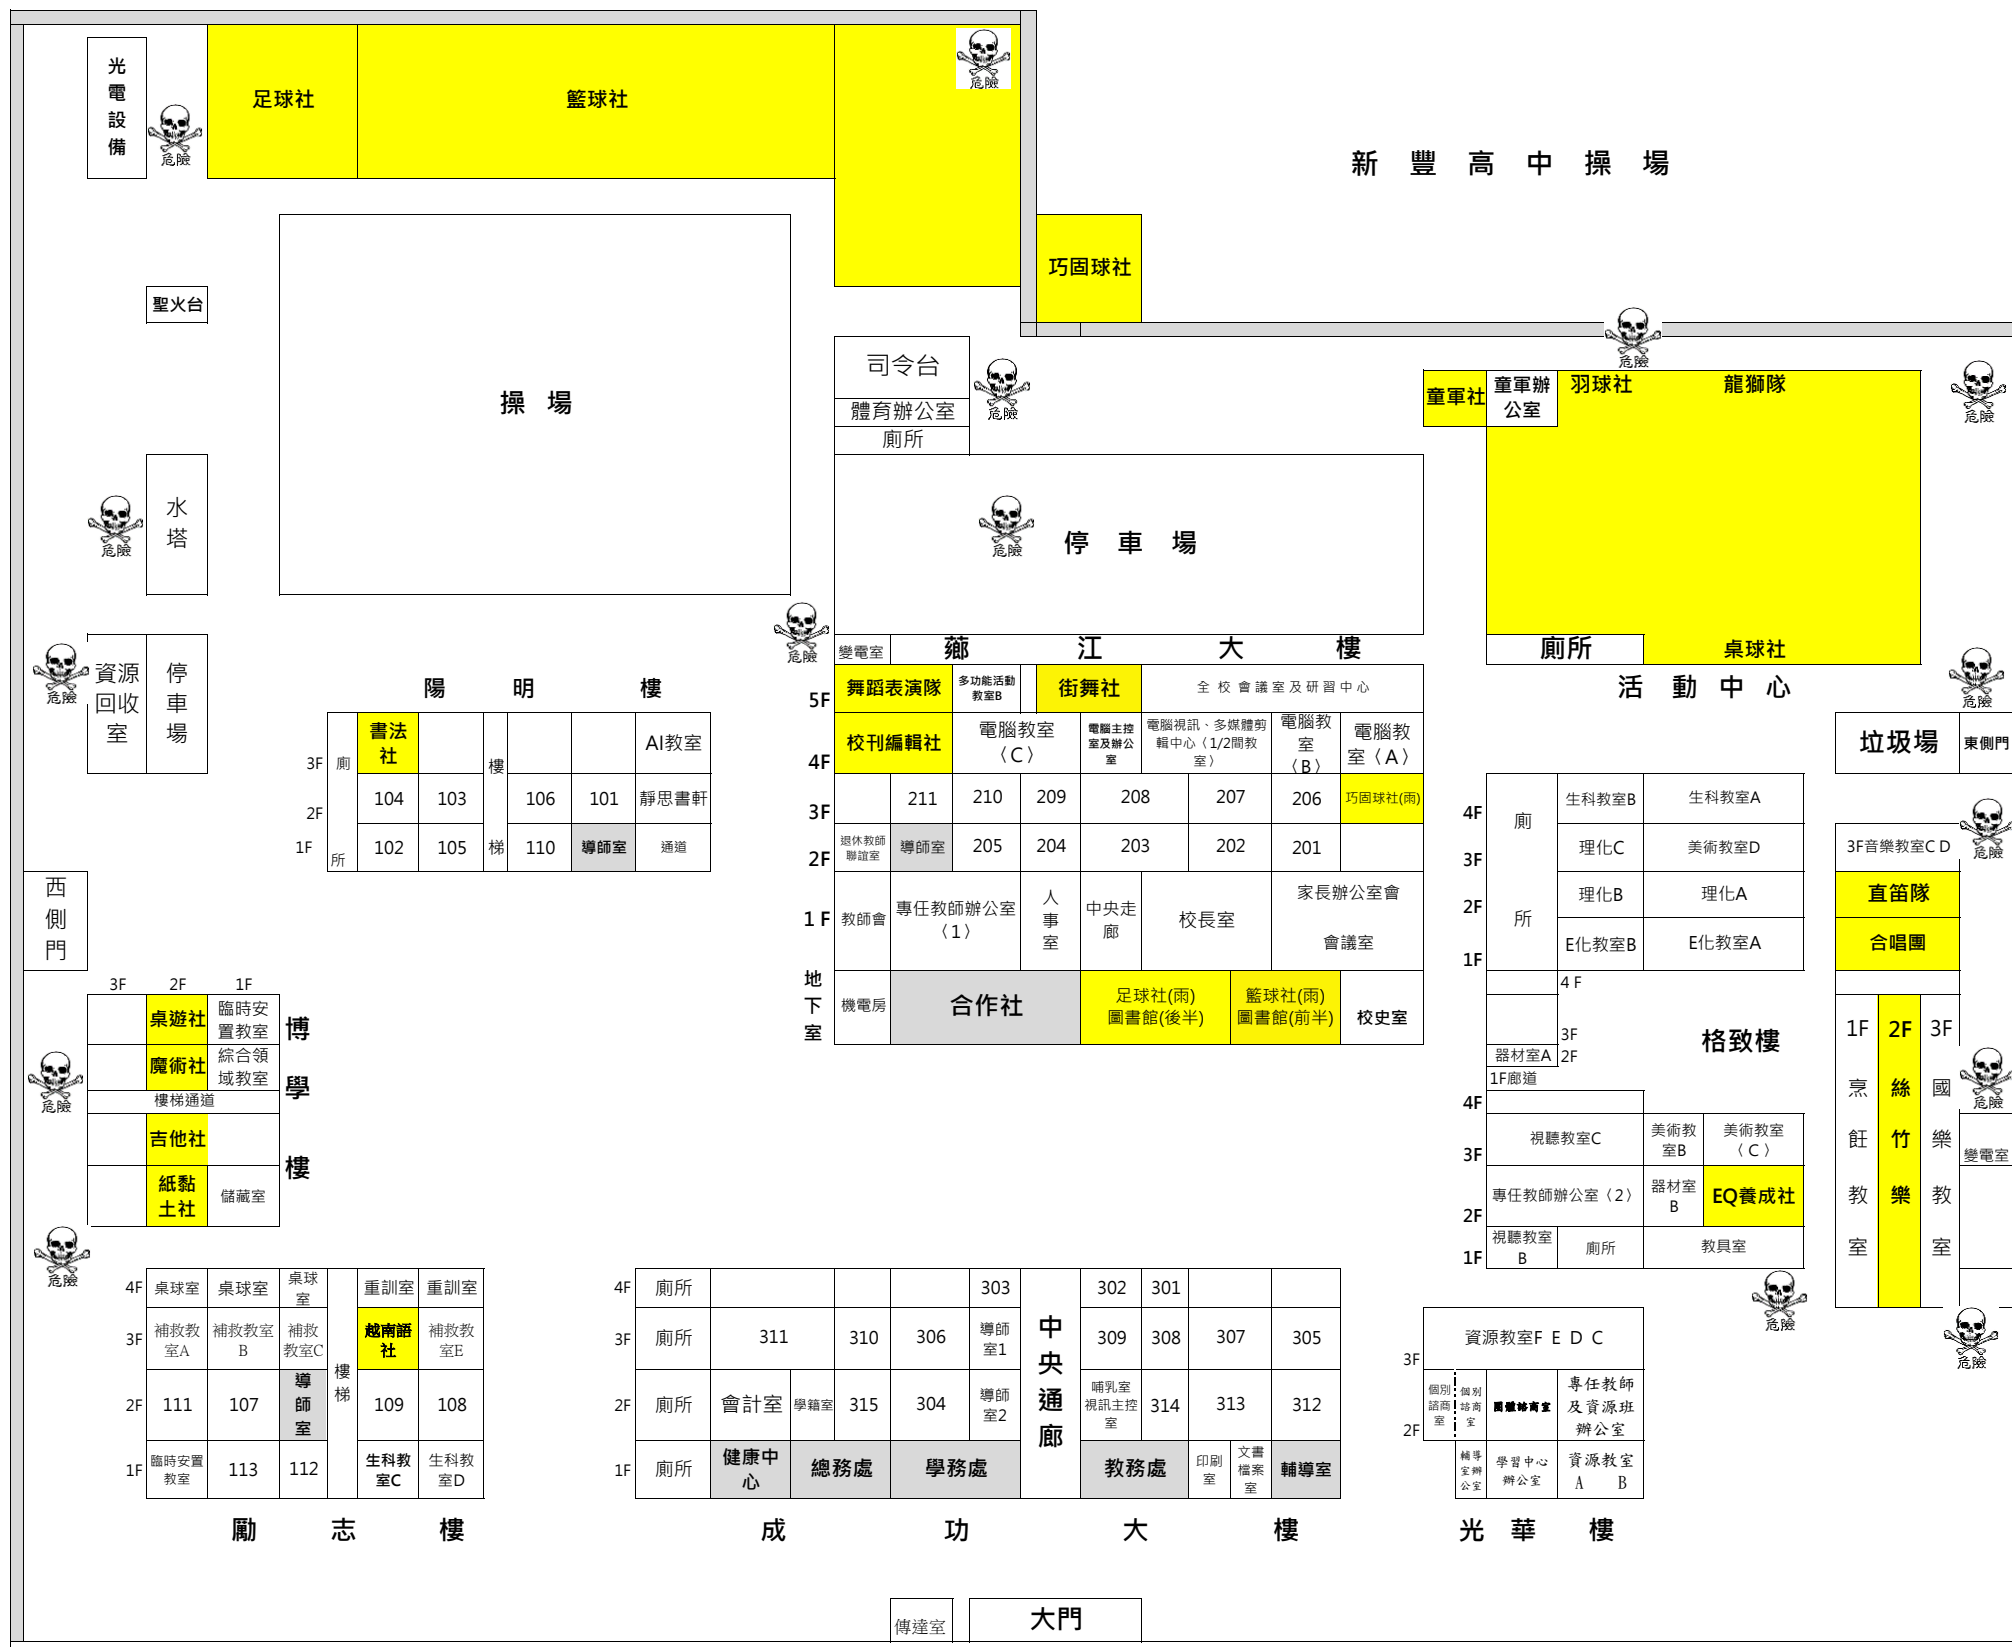 光
電
設
備
危險
足球社
籃球社
危險
新 豐 高 中 操 場
巧固球社
聖火台
操 場
司令台
體育辦公室
廁所
危險
危險
童軍社
童軍辦
公室
羽球社
龍獅隊
危險
水
塔
危險
危險
停 車 場
危險
變電室
薌 江 大 樓
廁所
桌球社
活 動 中 心
危險
危險
資源
回收
室
停
車
場
陽 明 樓
3F
2F
1F
廁
所
書法
社
樓
梯
AI教室
104
103
106
101
靜思書軒
102
105
110
導師室
通道
5F
舞蹈表演隊
多功能活動
教室B
街舞社
全 校 會 議 室 及 研 習 中 心
4F
校刊編輯社
電腦教室
〈C〉
電腦主控
室及辦公
室
電腦視訊、多媒體剪
輯中心〈1/2間教
室〉
電腦教
室
〈B〉
電腦教
室〈A〉
3F
211
210
209
208
207
206
巧固球社(雨)
2F
退休教師
聯誼室
導師室
205
204
203
202
201
1F
教師會
專任教師辦公室
〈1〉
人
事
室
中央走
廊
校長室
家長辦公室會
會議室
地
下
室
機電房
合作社
足球社(雨)
圖書館(後半)
籃球社(雨)
圖書館(前半)
校史室
垃圾場
東側門
危險
4F
3F
2F
1F
廁
所
生科教室B
生科教室A
理化C
美術教室D
理化B
理化A
E化教室B
E化教室A
3F音樂教室C D
直笛隊
合唱團
4 F
3F
2F
器材室A
1F廊道
格致樓
1F
烹
飪
教
室
2F
絲
竹
樂
3F
國
樂
教
室
危險
變電室
4F
3F
視聽教室C
美術教
室B
美術教室
〈C〉
2F
專任教師辦公室〈2〉
器材室
B
EQ養成社
1F
視聽教室
B
廁所
教具室
危險
危險
西
側
門
3F
2F
1F
桌遊社
臨時安
置教室
魔術社
綜合領
域教室
樓梯通道
吉他社
紙黏
土社
儲藏室
博
學
樓
危險
危險
4F
桌球室
桌球室
桌球
室
重訓室
重訓室
3F
補救教
室A
補救教室
B
補救
教室C
越南語
社
補救教
室E
樓
梯
2F
111
107
導
師
室
109
108
1F
臨時安置
教室
113
112
生科教
室C
生科教
室D
勵 志 樓
4F
廁所
303
302
301
3F
廁所
311
310
306
導師
室1
309
308
307
305
2F
廁所
會計室
學籍室
315
304
導師
室2
哺乳室
視訊主控
室
314
313
312
1F
廁所
健康中
心
總務處
學務處
中
央
通
廊
教務處
印刷
室
文書
檔案
室
輔導室
成 功 大 樓
3F
資源教室F E D C
2F
個別
諮商
室
個別
諮商
室
團體諮商室
專任教師
及資源班
辦公室
輔導
室辦
公室
學習中心
辦公室
資源教室
A B
光 華 樓
傳達室
大門